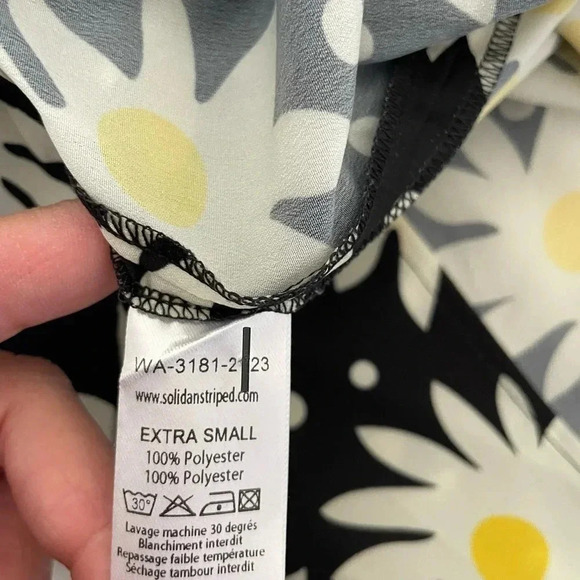 WA-3181-2123
www.solidanstriped.com
EXTRA SMALL
100% Polyester
100% Polyester
30°
Lavage machine 30 degrés
Blanchiment interdit
Repassage faible température
Séchage tambour interdit